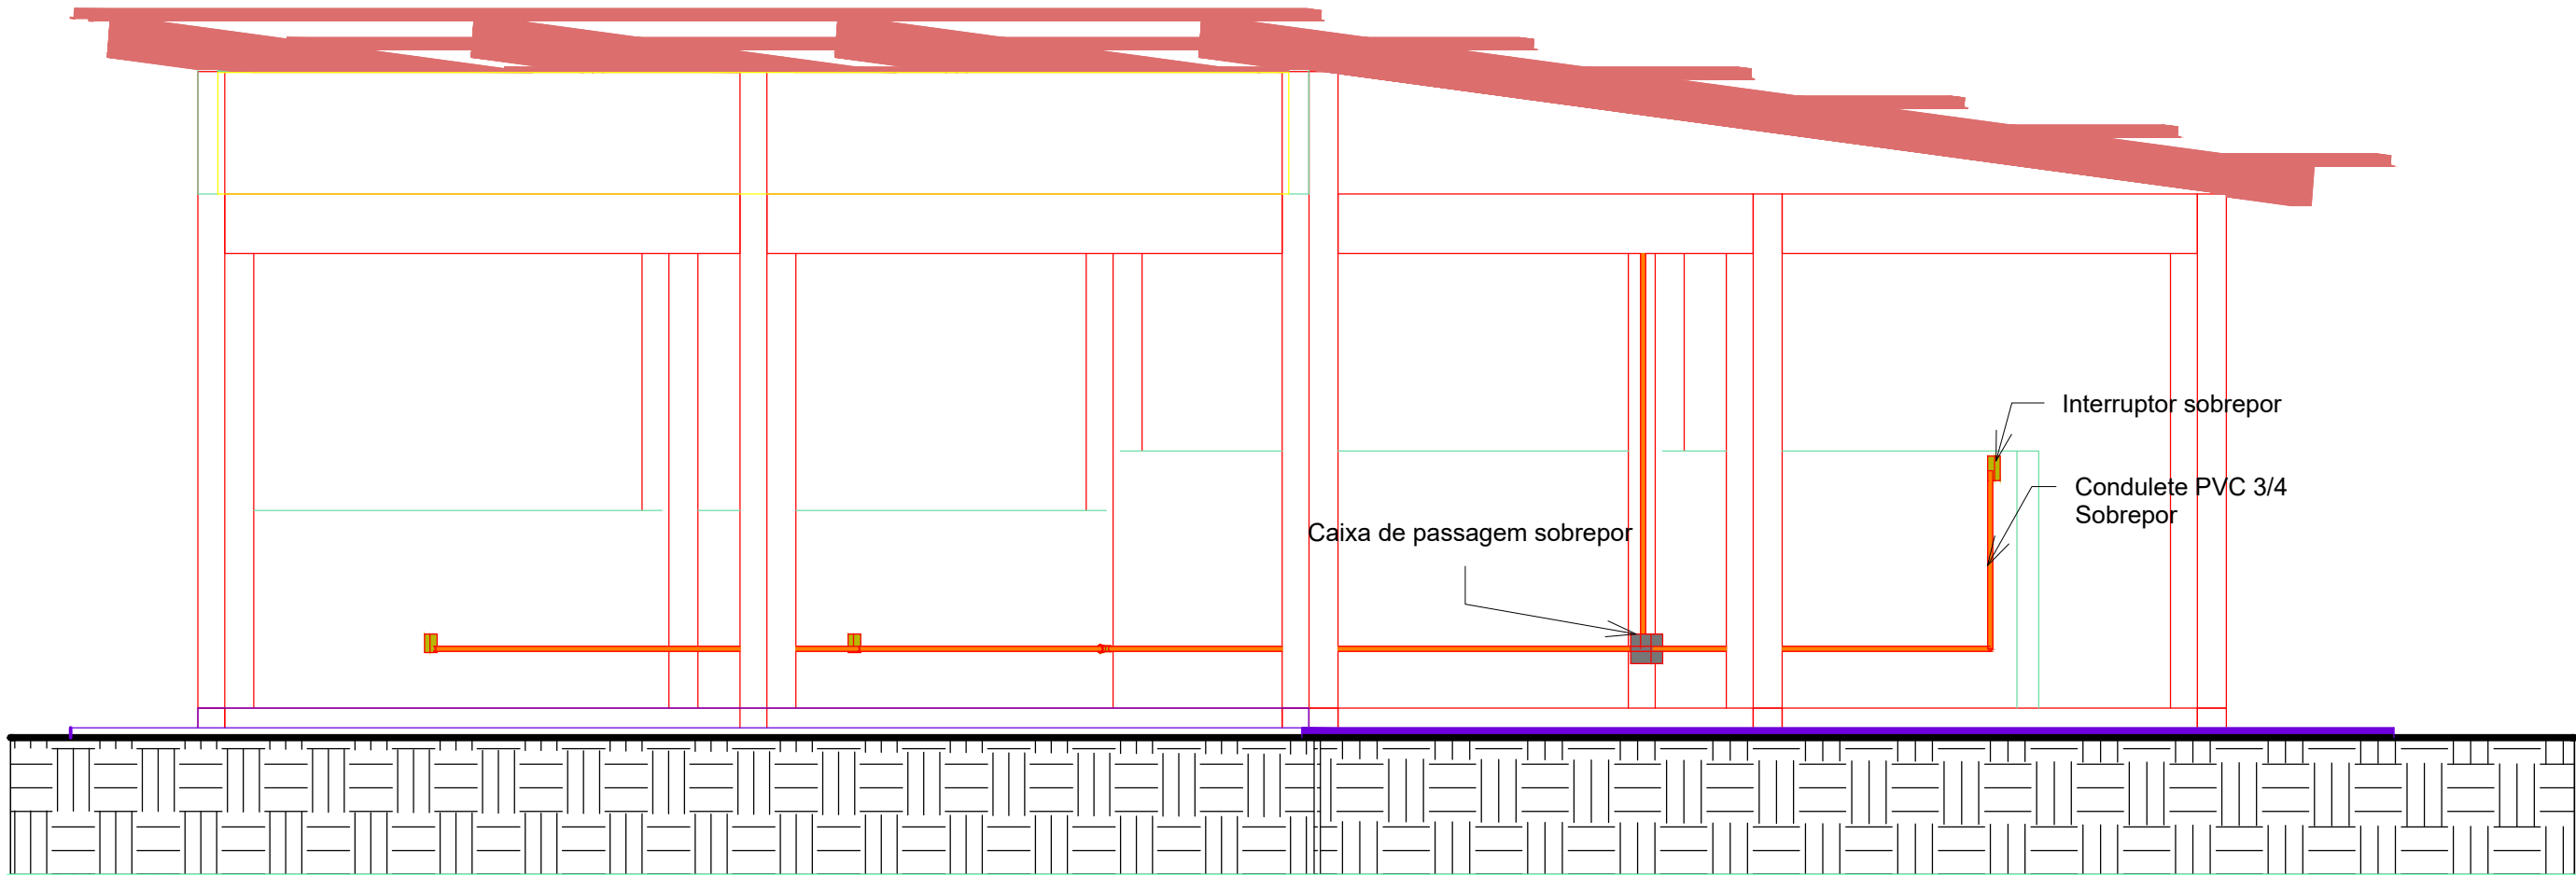 Interruptor sobrepor
Condulete PVC 3/4
Sobrepor
Caixa de passagem sobrepor